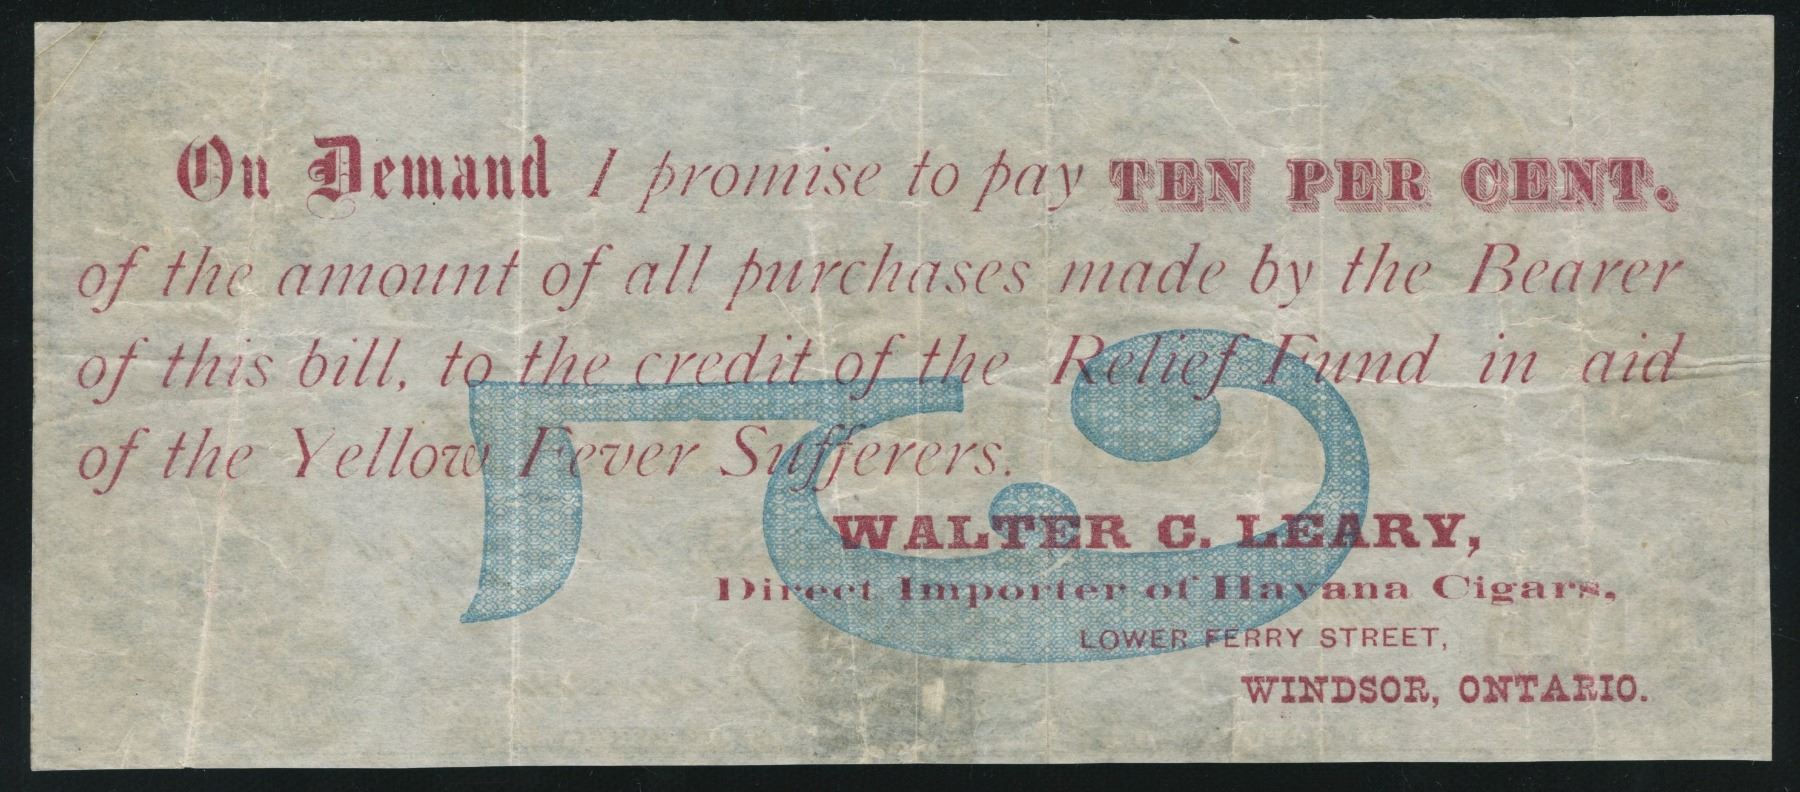 On Demand I promise to pay TEN PER CENT.
of the amount of all purchases made by the Bearer
of this bill, to the credit of the Relief Fund in aid
of the Yellow Fever Sufferers.
WALTER C. LEARY,
Direct Importer of Havana Cigars,
LOWER FERRY STREET,
WINDSOR, ONTARIO.